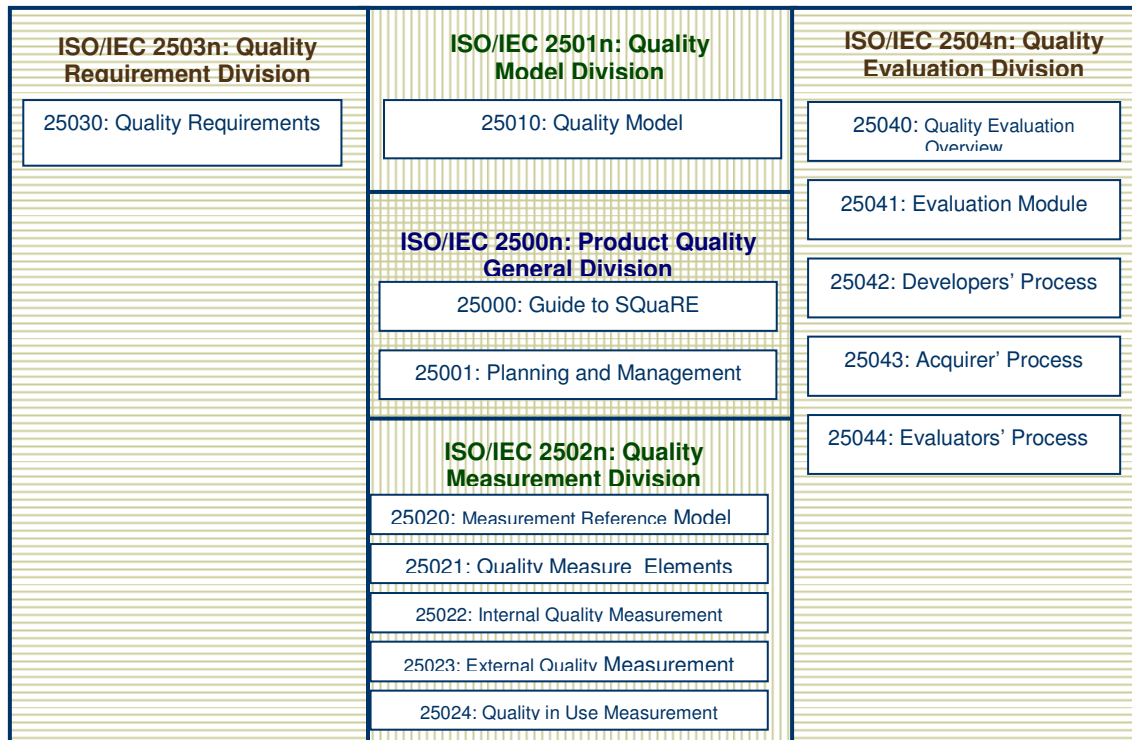 ISO/IEC 2503n: Quality
Requirement Division
25030: Quality Requirements
ISO/IEC 2501n: Quality
Model Division
25010: Quality Model
ISO/IEC 2500n: Product Quality
General Division
25000: Guide to SQuaRE
25001: Planning and Management
ISO/IEC 2502n: Quality
Measurement Division
25020: Measurement Reference Model
25021: Quality Measure Elements
25022: Internal Quality Measurement
25023: External Quality Measurement
25024: Quality in Use Measurement
ISO/IEC 2504n: Quality
Evaluation Division
25040: Quality Evaluation
Overview
25041: Evaluation Module
25042: Developers’ Process
25043: Acquirer’ Process
25044: Evaluators’ Process